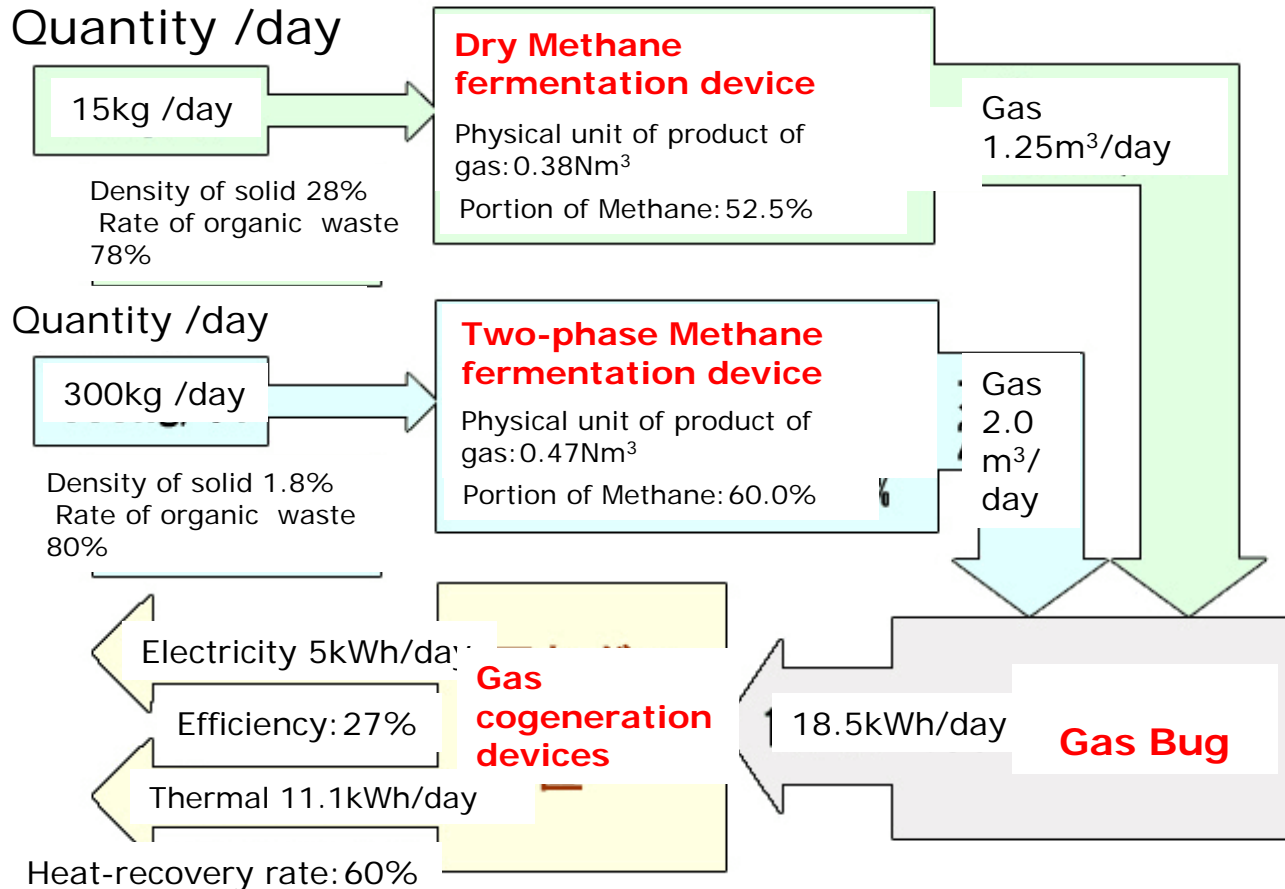 Quantity /day
15kg /day
Density of solid 28%
Rate of organic waste
78%
Dry Methane
fermentation device
Physical unit of product of
gas:0.38Nm³
Portion of Methane:52.5%
Gas
1.25m³/day
Quantity /day
300kg /day
Density of solid 1.8%
Rate of organic waste
80%
Two-phase Methane
fermentation device
Physical unit of product of
gas:0.47Nm³
Portion of Methane:60.0%
Gas
2.0
m³/
day
Electricity 5kWh/day
Efficiency:27%
Thermal 11.1kWh/day
Heat-recovery rate:60%
Gas
cogeneration
devices
18.5kWh/day
Gas Bug